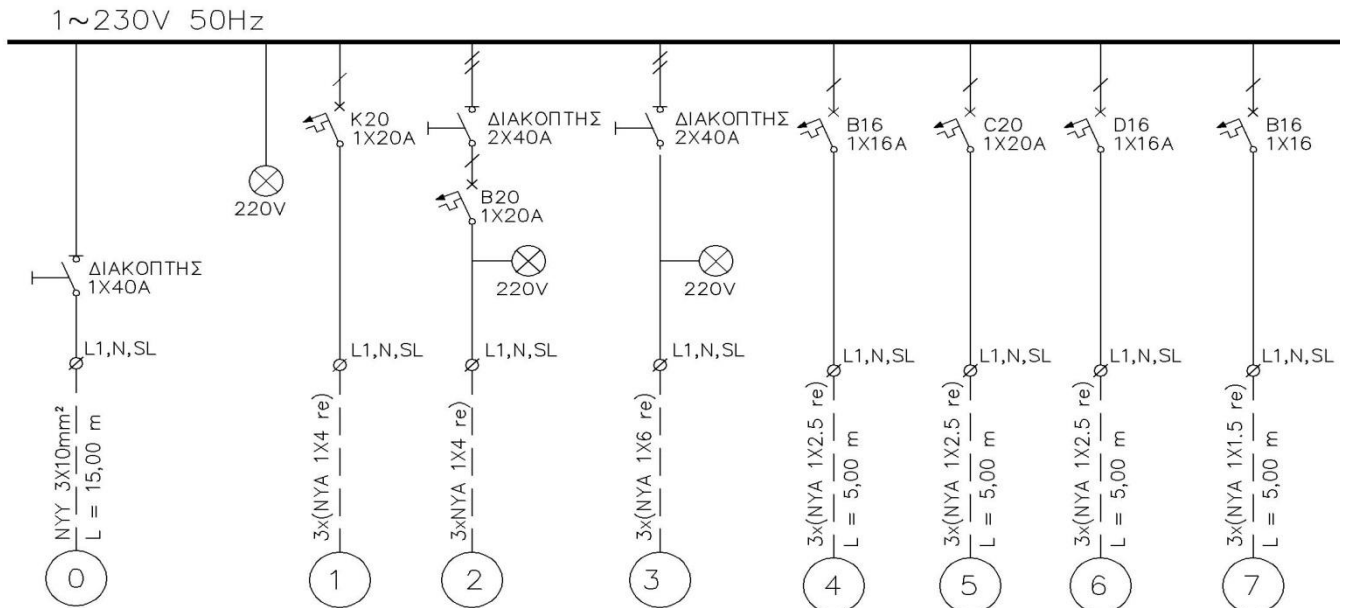 1~230V 50Hz
ΔΙΑΚΟΠΤΗΣ
1X40A
L1,N,SL
NYY 3X10mm²
L = 15,00 m
0
220V
K20
1X20A
L1,N,SL
3x(NYA 1X4 re)
1
ΔΙΑΚΟΠΤΗΣ
2X40A
B20
1X20A
220V
L1,N,SL
3xNYA 1X4 re)
2
ΔΙΑΚΟΠΤΗΣ
2X40A
220V
L1,N,SL
3x(NYA 1X6 re)
3
B16
1X16A
L1,N,SL
3x(NYA 1X2.5 re)
L = 5,00 m
4
C20
1X20A
L1,N,SL
3x(NYA 1X2.5 re)
L = 5,00 m
5
D16
1X16A
L1,N,SL
3x(NYA 1X2.5 re)
L = 5,00 m
6
B16
1X16
L1,N,SL
3x(NYA 1X1.5 re)
L = 5,00 m
7